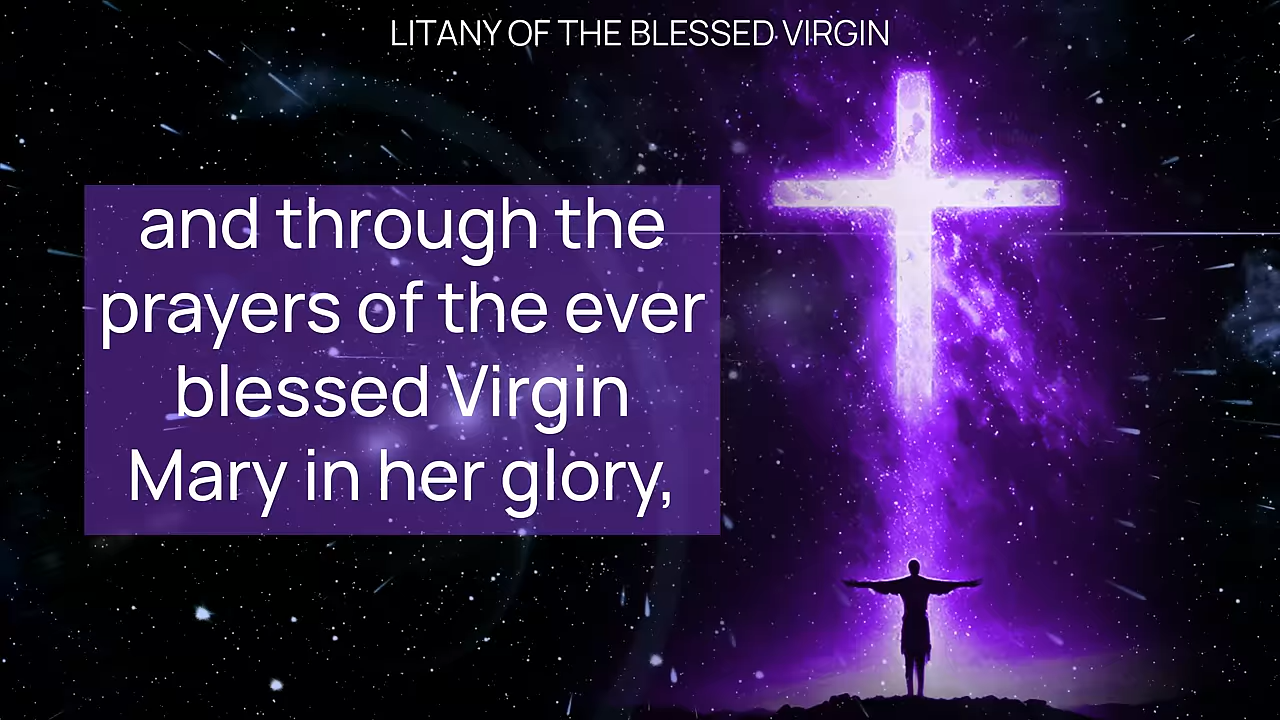 LITANY OF THE BLESSED VIRGIN
and through the
prayers of the ever
blessed Virgin
Mary in her glory,